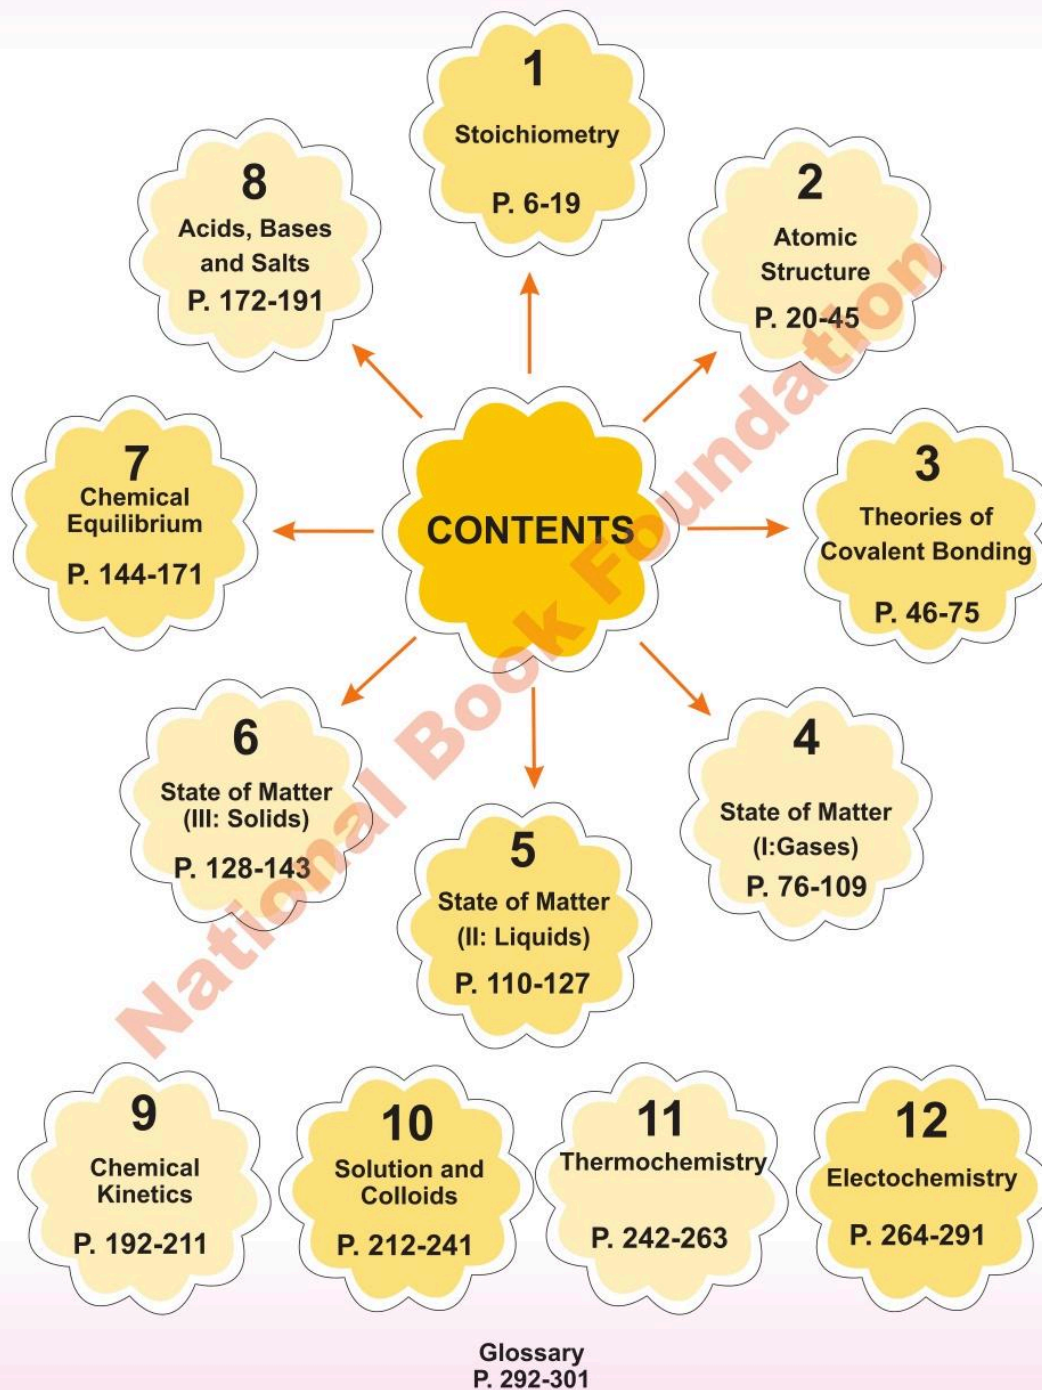 1
Stoichiometry
P. 6-19
2
Atomic
Structure
P. 20-45
3
Theories of
Covalent Bonding
P. 46-75
4
State of Matter
(I:Gases)
P. 76-109
5
State of Matter
(II: Liquids)
P. 110-127
6
State of Matter
(III: Solids)
P. 128-143
7
Chemical
Equilibrium
P. 144-171
8
Acids, Bases
and Salts
P. 172-191
CONTENTS
National Book Foundation
9
Chemical
Kinetics
P. 192-211
10
Solution and
Colloids
P. 212-241
11
Thermochemistry
P. 242-263
12
Electochemistry
P. 264-291
Glossary
P. 292-301